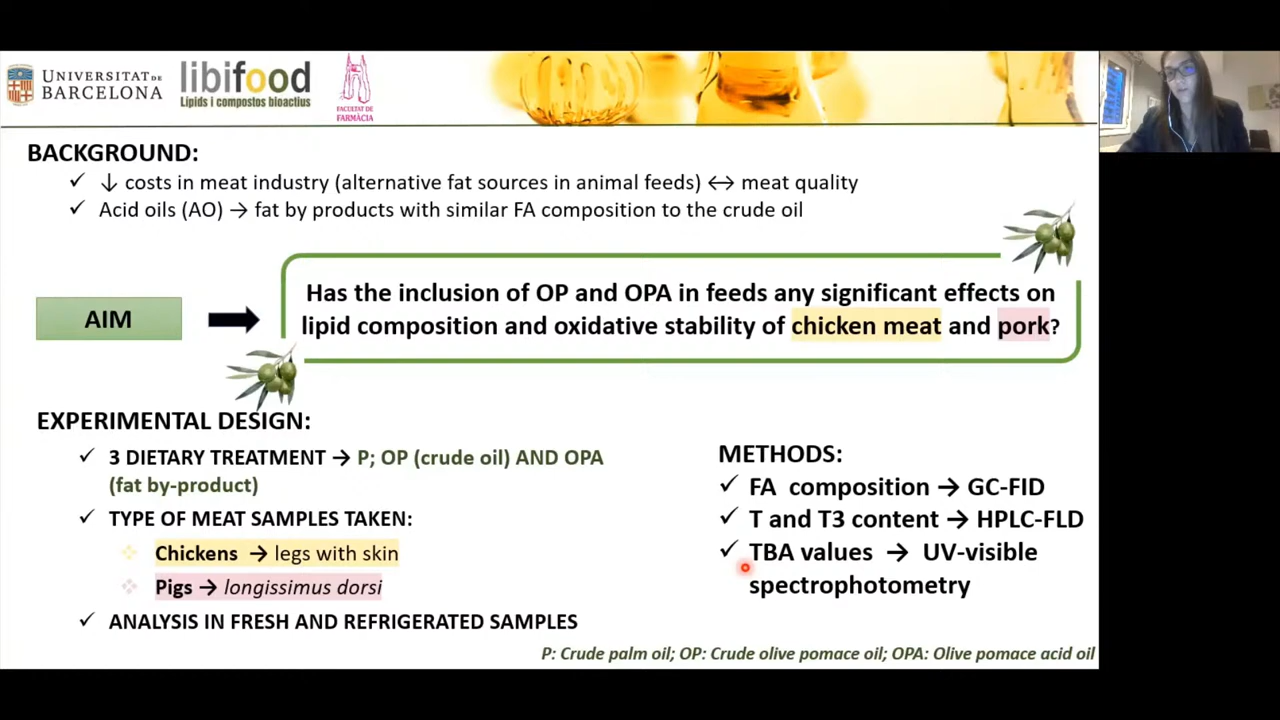 UNIVERSITAT DE
BARCELONA
libifood
Lipids i compostos bioactius
FACULTAT DE
FARMÀCIA
BACKGROUND:
✓ ↓ costs in meat industry (alternative fat sources in animal feeds) ↔ meat quality
✓ Acid oils (AO) → fat by products with similar FA composition to the crude oil
AIM
Has the inclusion of OP and OPA in feeds any significant effects on
lipid composition and oxidative stability of chicken meat and pork?
EXPERIMENTAL DESIGN:
✓ 3 DIETARY TREATMENT → P; OP (crude oil) AND OPA
(fat by-product)
✓ TYPE OF MEAT SAMPLES TAKEN:
Chickens → legs with skin
Pigs → longissimus dorsi
✓ ANALYSIS IN FRESH AND REFRIGERATED SAMPLES
METHODS:
✓ FA composition → GC-FID
✓ T and T3 content → HPLC-FLD
✓ TBA values → UV-visible
spectrophotometry
P: Crude palm oil; OP: Crude olive pomace oil; OPA: Olive pomace acid oil